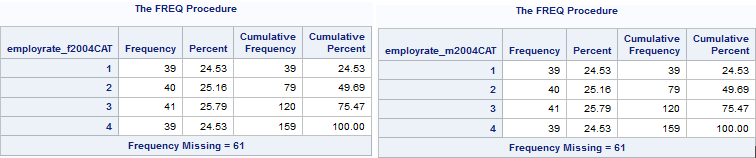 The FREQ Procedure
employrate_f2004CAT Frequency Percent Cumulative Frequency Cumulative Percent
1 39 24.53 39 24.53
2 40 25.16 79 49.69
3 41 25.79 120 75.47
4 39 24.53 159 100.00
Frequency Missing = 61
The FREQ Procedure
employrate_m2004CAT Frequency Percent Cumulative Frequency Cumulative Percent
1 39 24.53 39 24.53
2 40 25.16 79 49.69
3 41 25.79 120 75.47
4 39 24.53 159 100.00
Frequency Missing = 61